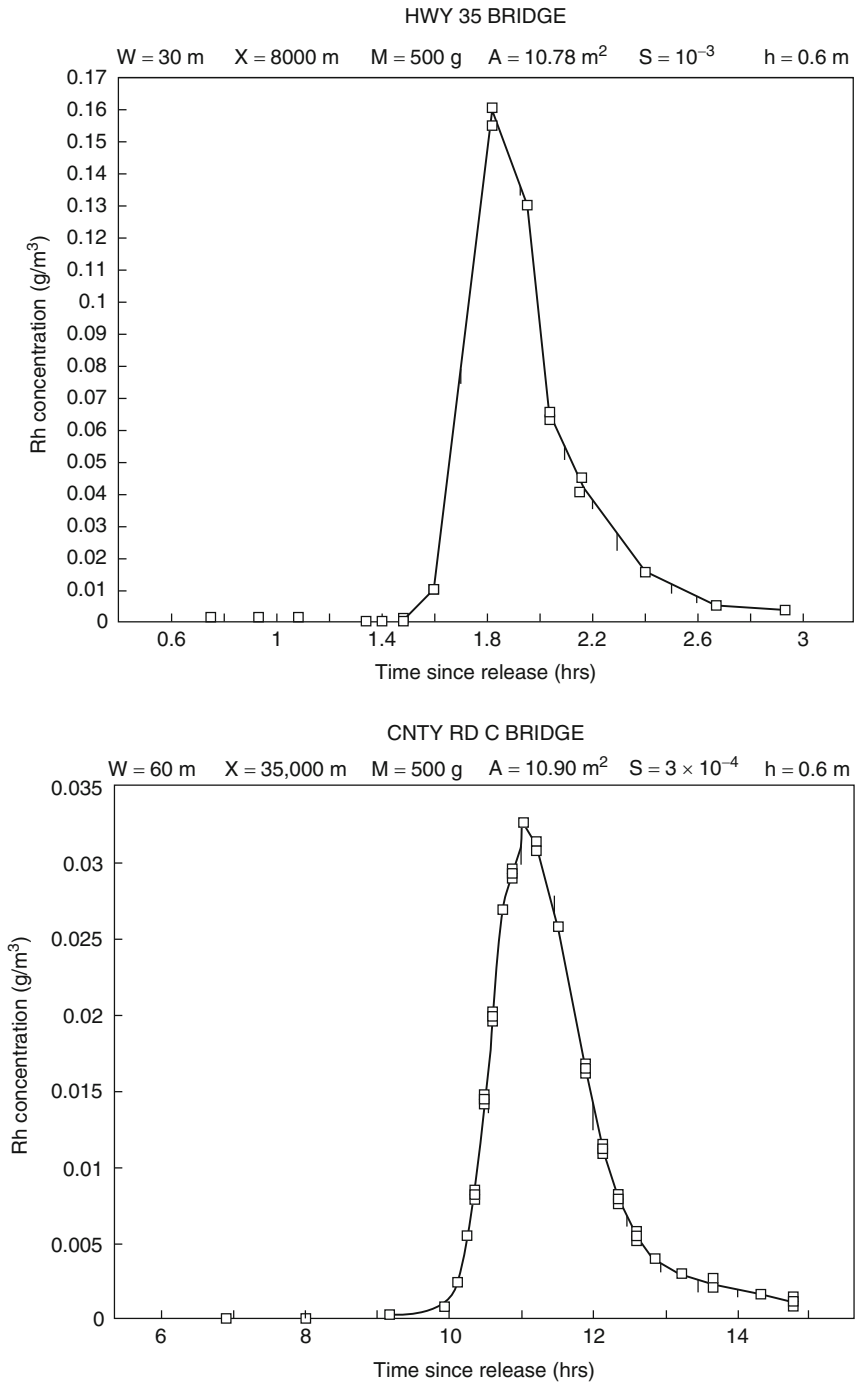 HWY 35 BRIDGE
W = 30 m X = 8000 m M = 500 g A = 10.78 m² S = 10⁻³ h = 0.6 m
Rh concentration (g/m³)
0.17
0.16
0.15
0.14
0.13
0.12
0.11
0.1
0.09
0.08
0.07
0.06
0.05
0.04
0.03
0.02
0.01
0
0.6 1 1.4 1.8 2.2 2.6 3
Time since release (hrs)
CNTY RD C BRIDGE
W = 60 m X = 35,000 m M = 500 g A = 10.90 m² S = 3 × 10⁻⁴ h = 0.6 m
Rh concentration (g/m³)
0.035
0.03
0.025
0.02
0.015
0.01
0.005
0
6 8 10 12 14
Time since release (hrs)